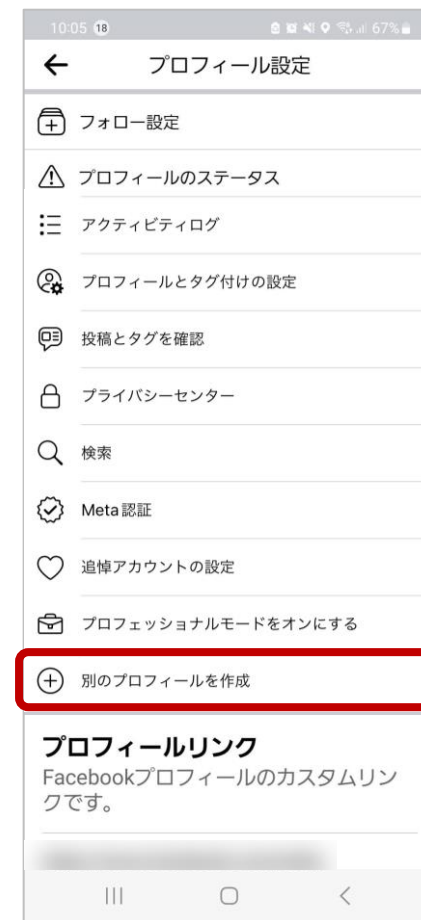 10:05 18 67%
プロフィール設定
フォロー設定
プロフィールのステータス
アクティビティログ
プロフィールとタグ付けの設定
投稿とタグを確認
プライバシーセンター
検索
Meta認証
追悼アカウントの設定
プロフェッショナルモードをオンにする
別のプロフィールを作成
プロフィールリンク
Facebookプロフィールのカスタムリン
クです。